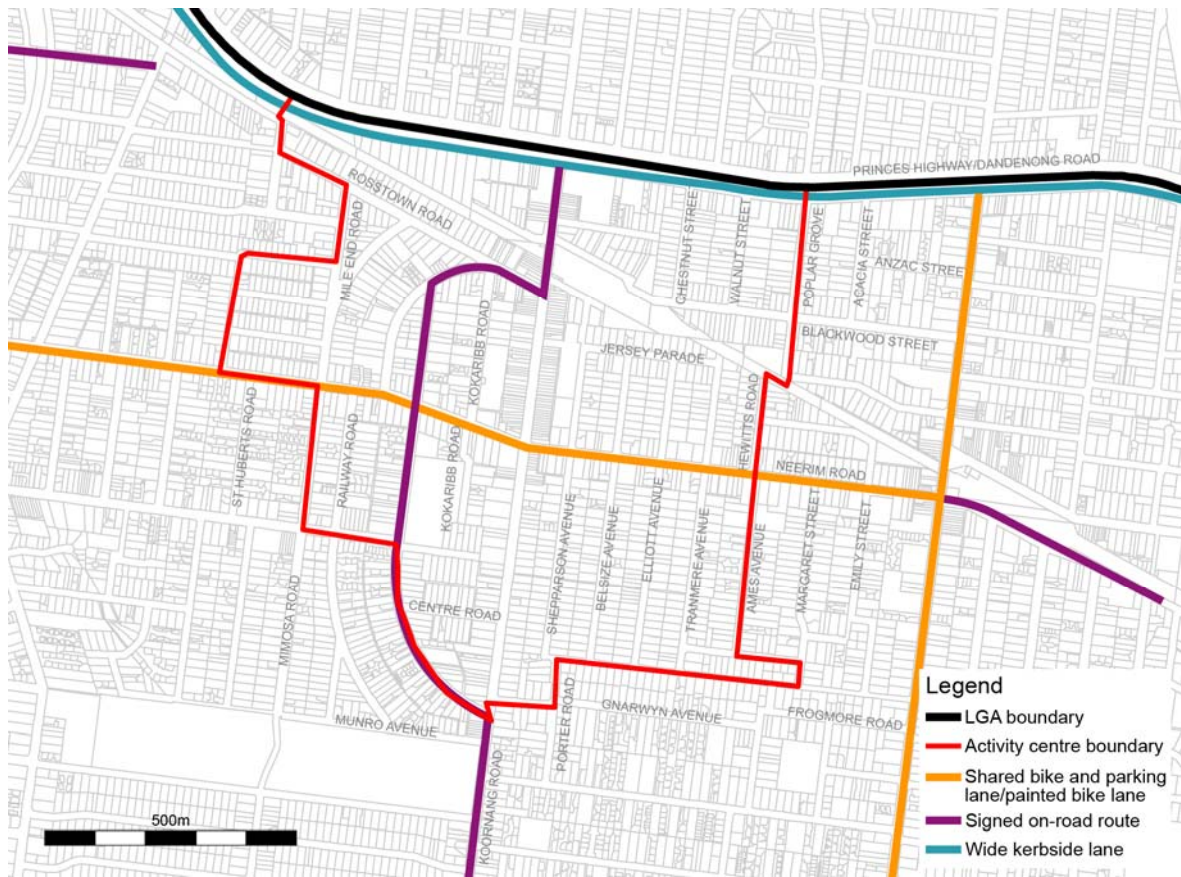 PRINCES HIGHWAY/DANDENONG ROAD
ROSSTOWN ROAD
MILE END ROAD
CHESTNUT STREET
WALNUT STREET
POPLAR GROVE
ACACIA STREET
ANZAC STREET
BLACKWOOD STREET
KOKARIBB ROAD
JERSEY PARADE
HEWITTS ROAD
NEERIM ROAD
ST HUBERTS ROAD
RAILWAY ROAD
KOKARIBB ROAD
SHEPPARSON AVENUE
BELSIZE AVENUE
ELLIOTT AVENUE
TRANMERE AVENUE
AMES AVENUE
MARGARET STREET
EMILY STREET
CENTRE ROAD
MIMOSA ROAD
MUNRO AVENUE
KOORNANG ROAD
PORTER ROAD
GNARWYN AVENUE
FROGMORE ROAD
500m
Legend
LGA boundary
Activity centre boundary
Shared bike and parking
lane/painted bike lane
Signed on-road route
Wide kerbside lane